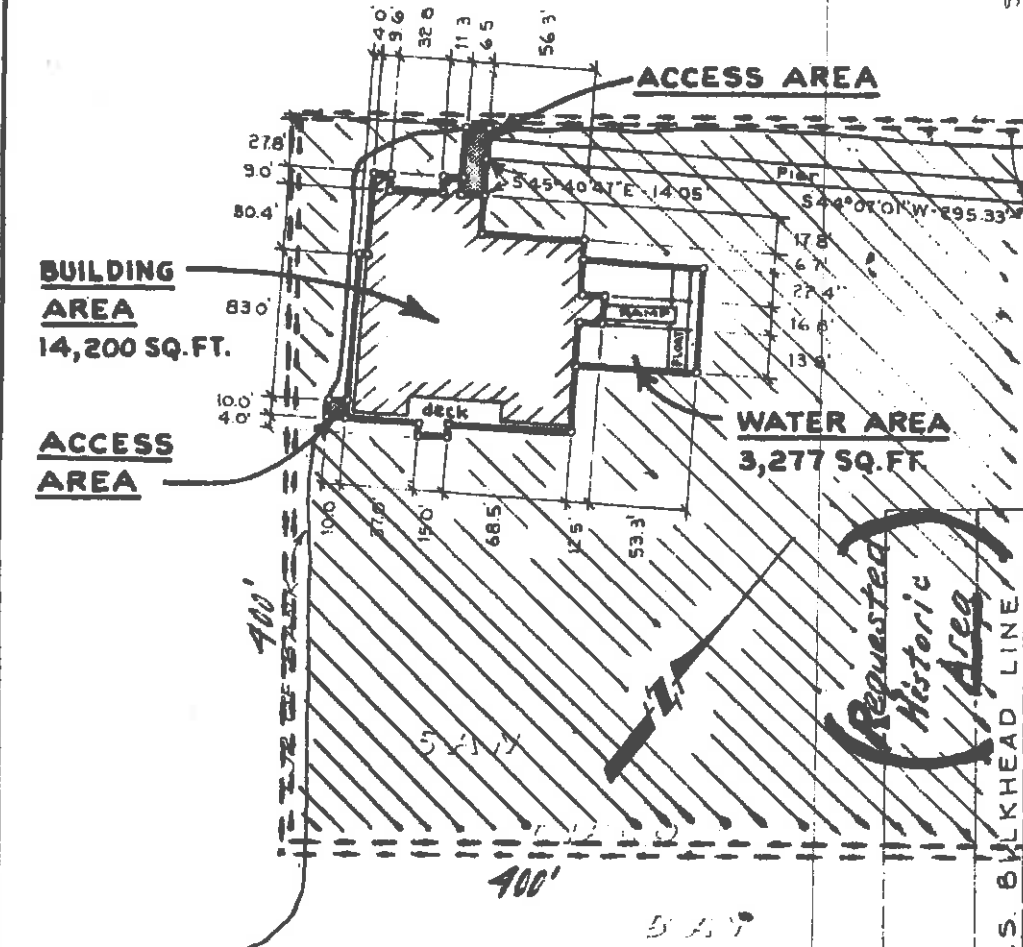 4.0'
9.6'
32.8
11.3
6.5
56.3'
ACCESS AREA
27.8'
9.0'
80.4'
83.0'
10.0'
4.0'
Pier
S 45°40'47"E - 14.05'
S44°07'01"W-295.33'
17.8'
6.7'
27.4'
16.8'
13.8'
BUILDING
AREA
14,200 SQ.FT.
RAMP
FLOAT
deck
WATER AREA
3,277 SQ.FT.
ACCESS
AREA
10.0'
37.0'
15.0'
68.5'
12.5'
53.3'
400'
Requested
Historic
Area
N
400'
BAY
S. BULKHEAD LINE